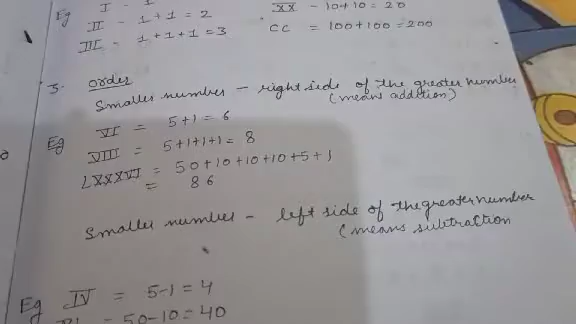 Eg I - 1
II - 1+1=2
III - 1+1+1=3
XX - 10+10=20
CC = 100+100=200
3. order
Smaller number - right side of the greater number
(means addition)
Eg VI = 5+1=6
VIII = 5+1+1+1=8
LXXXVI = 50+10+10+10+5+1
= 86
Smaller number - left side of the greater number
(means subtraction
Eg IV = 5-1=4
XL = 50-10=40